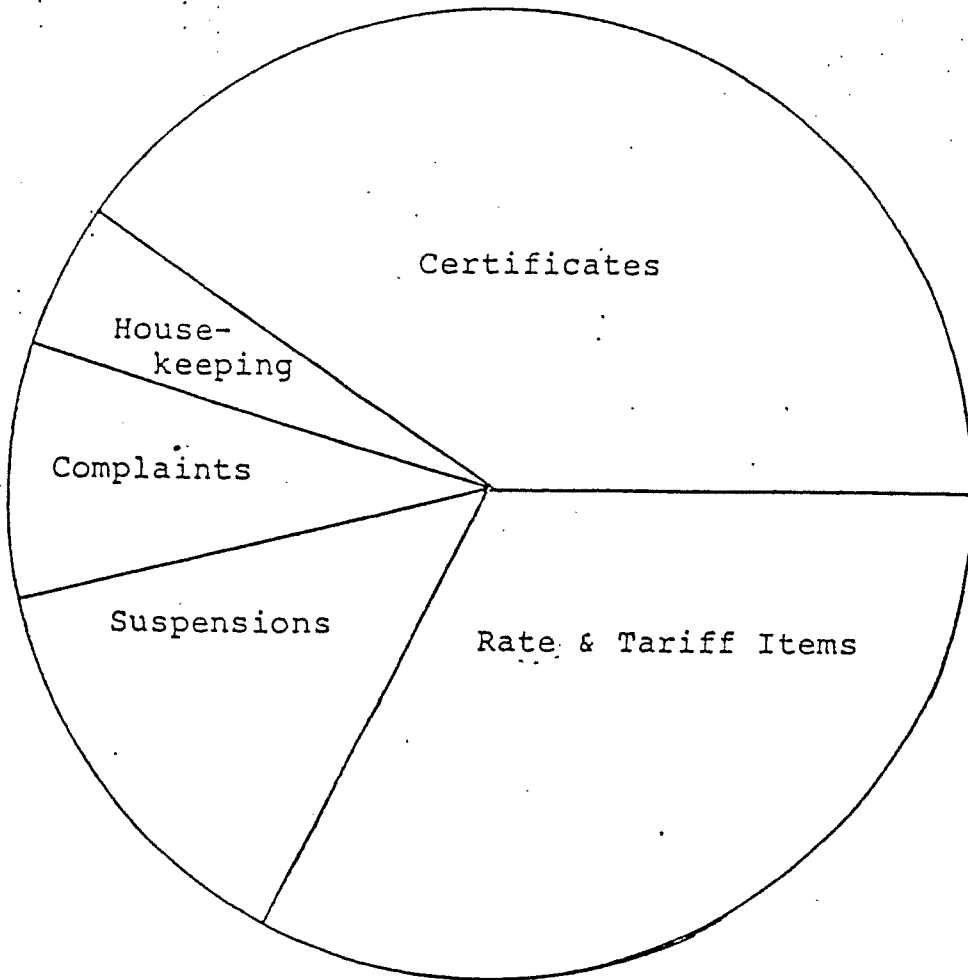 Certificates
House-
keeping
Complaints
Suspensions
Rate & Tariff Items